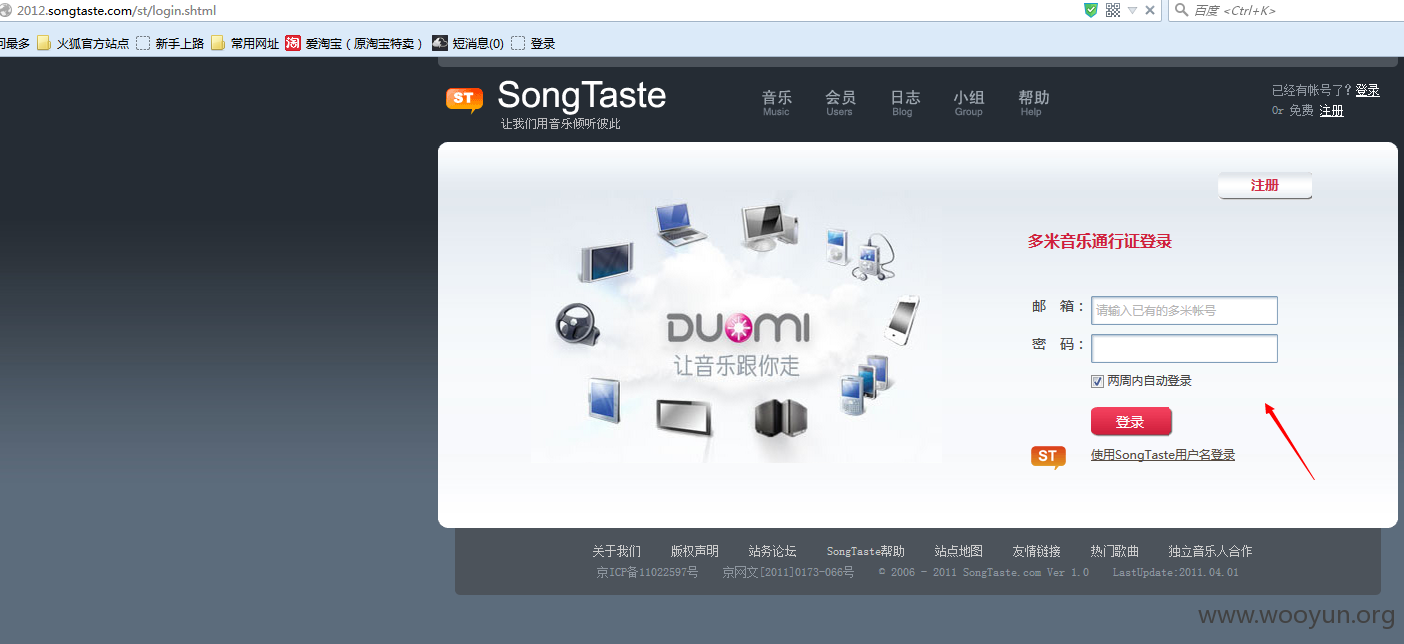 2012.songtaste.com/st/login.shtml
百度 <Ctrl+K>
问最多 火狐官方站点 新手上路 常用网址 淘 爱淘宝（原淘宝特卖） 短消息(0) 登录
ST SongTaste
让我们用音乐倾听彼此
音乐 会员 日志 小组 帮助
Music Users Blog Group Help
已经有帐号了? 登录
Or 免费 注册
注册
多米音乐通行证登录
邮 箱：请输入已有的多米帐号
密 码：
两周内自动登录
登录
ST 使用SongTaste用户名登录
DUOMI
让音乐跟你走
关于我们 版权声明 站务论坛 SongTaste帮助 站点地图 友情链接 热门歌曲 独立音乐人合作
京ICP备11022597号 京网文[2011]0173-066号 © 2006 - 2011 SongTaste.com Ver 1.0 LastUpdate:2011.04.01
www.wooyun.org